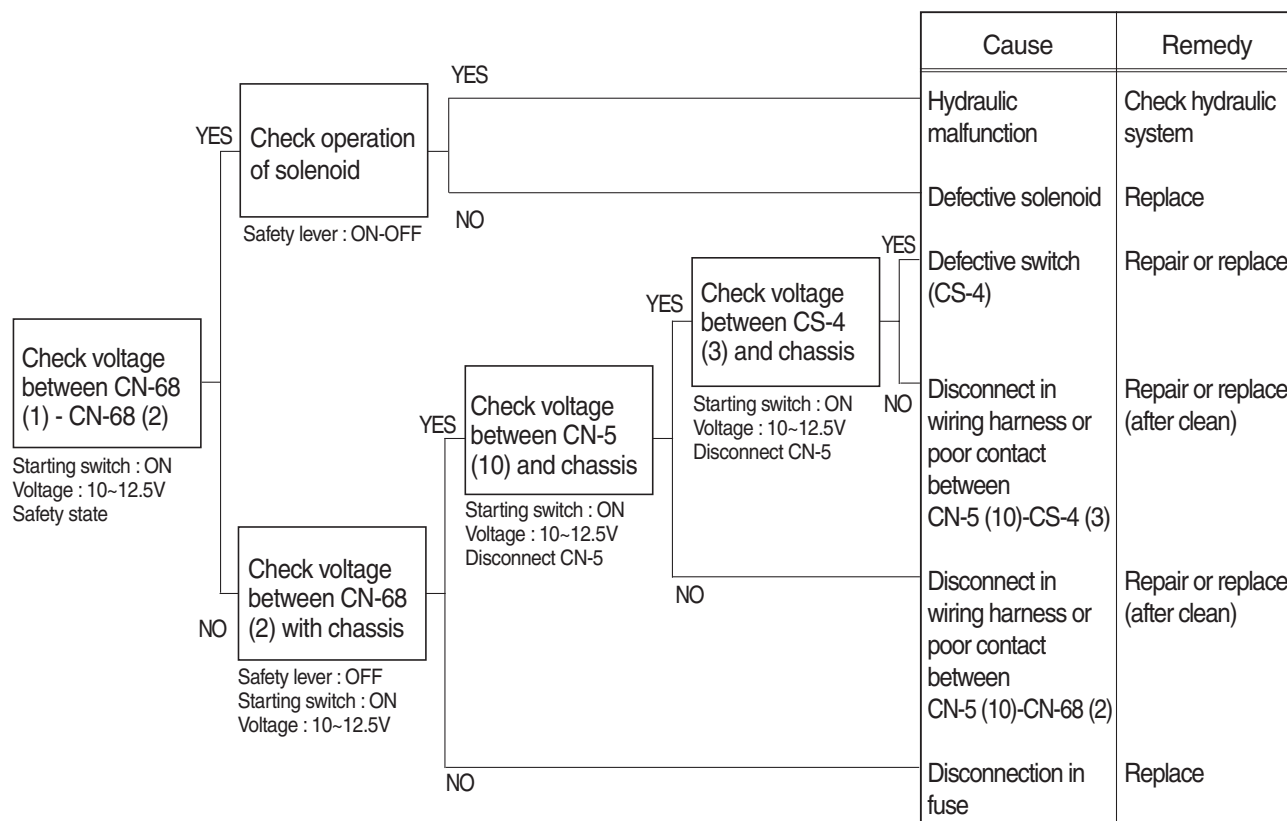 Check voltage
between CN-68
(1) - CN-68 (2)
Starting switch : ON
Voltage : 10~12.5V
Safety state
YES
Check operation
of solenoid
Safety lever : ON-OFF
YES
NO
NO
Check voltage
between CN-68
(2) with chassis
Safety lever : OFF
Starting switch : ON
Voltage : 10~12.5V
YES
Check voltage
between CN-5
(10) and chassis
Starting switch : ON
Voltage : 10~12.5V
Disconnect CN-5
YES
Check voltage
between CS-4
(3) and chassis
Starting switch : ON
Voltage : 10~12.5V
Disconnect CN-5
YES
NO
NO
NO
Cause
Remedy
Hydraulic
malfunction
Check hydraulic
system
Defective solenoid
Replace
Defective switch
(CS-4)
Repair or replace
Disconnect in
wiring harness or
poor contact
between
CN-5 (10)-CS-4 (3)
Repair or replace
(after clean)
Disconnect in
wiring harness or
poor contact
between
CN-5 (10)-CN-68 (2)
Repair or replace
(after clean)
Disconnection in
fuse
Replace